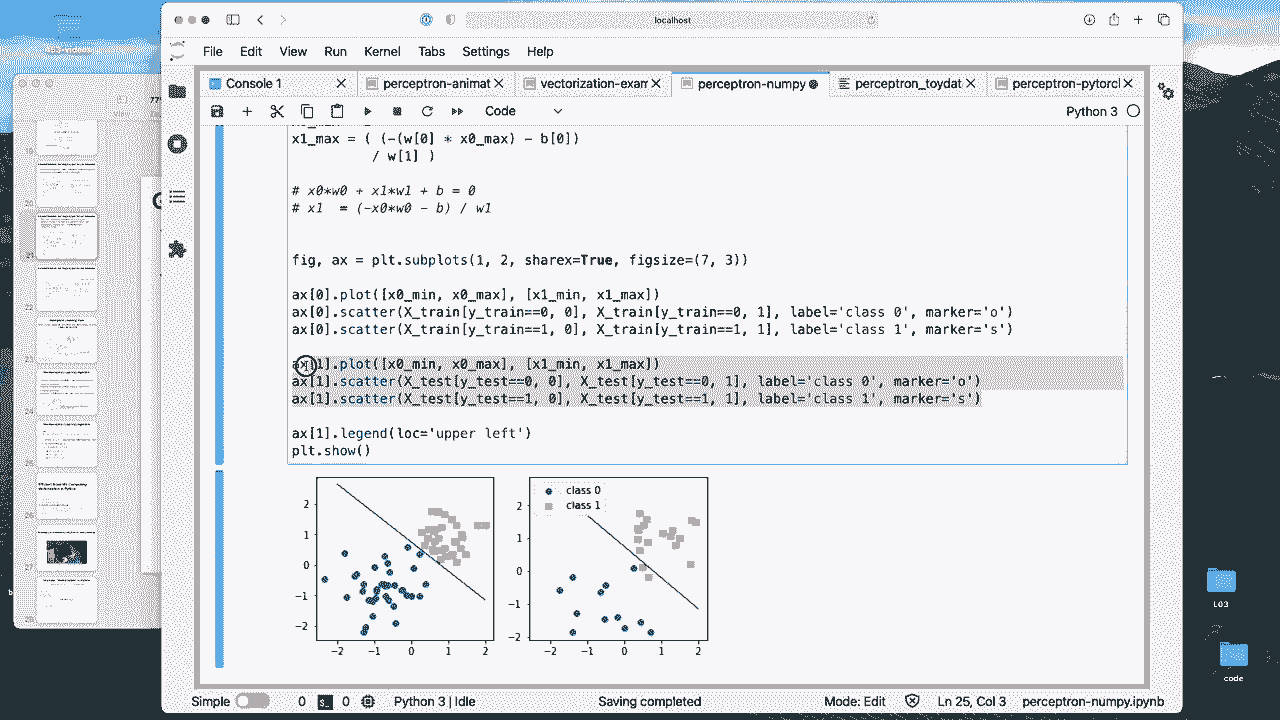 localhost
453-videos
File Edit View Run Kernel Tabs Settings Help
Console 1
perceptron-animat
vectorization-exam
perceptron-numpy
perceptron_toydat
perceptron-pytorcl
Code
Python 3
x1_max = ( (-(w[0] * x0_max) - b[0])
/ w[1] )
# x0*w0 + x1*w1 + b = 0
# x1 = (-x0*w0 - b) / w1
fig, ax = plt.subplots(1, 2, sharex=True, figsize=(7, 3))
ax[0].plot([x0_min, x0_max], [x1_min, x1_max])
ax[0].scatter(X_train[y_train==0, 0], X_train[y_train==0, 1], label='class 0', marker='o')
ax[0].scatter(X_train[y_train==1, 0], X_train[y_train==1, 1], label='class 1', marker='s')
ax[1].plot([x0_min, x0_max], [x1_min, x1_max])
ax[1].scatter(X_test[y_test==0, 0], X_test[y_test==0, 1], label='class 0', marker='o')
ax[1].scatter(X_test[y_test==1, 0], X_test[y_test==1, 1], label='class 1', marker='s')
ax[1].legend(loc='upper left')
plt.show()
2
1
0
−1
−2
−2 −1 0 1 2
class 0
class 1
2
1
0
−1
−2
−2 −1 0 1 2
L03
code
Simple 0 0 Python 3 | Idle Saving completed Mode: Edit Ln 25, Col 3 perceptron-numpy.ipynb